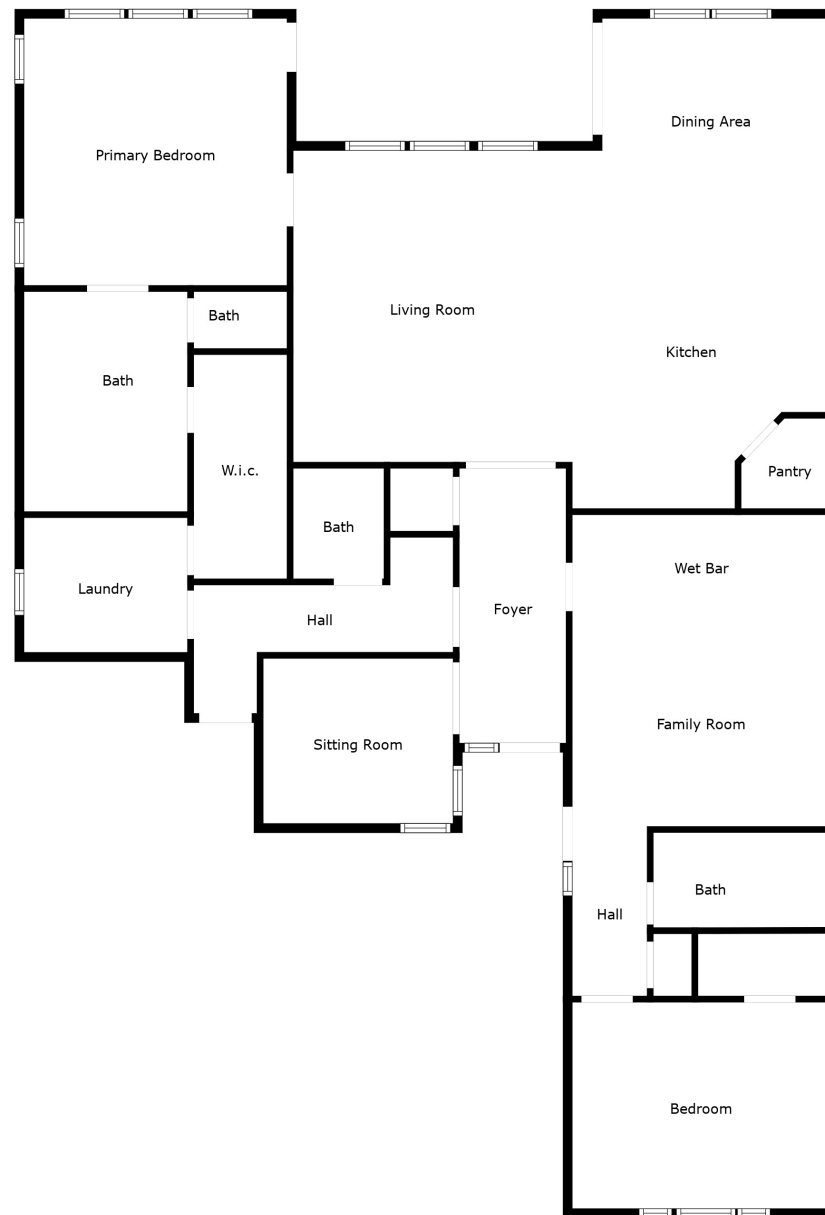 Dining Area
Primary Bedroom
Living Room
Bath
Kitchen
Bath
W.i.c.
Pantry
Bath
Wet Bar
Laundry
Foyer
Hall
Family Room
Sitting Room
Bath
Hall
Bedroom